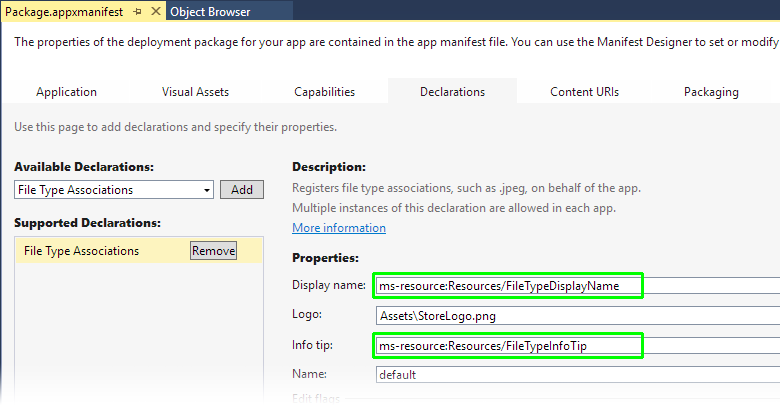 Package.appxmanifest Object Browser
The properties of the deployment package for your app are contained in the app manifest file. You can use the Manifest Designer to set or modify
Application Visual Assets Capabilities Declarations Content URIs Packaging
Use this page to add declarations and specify their properties.
Available Declarations:
File Type Associations Add
Supported Declarations:
File Type Associations Remove
Description:
Registers file type associations, such as .jpeg, on behalf of the app.
Multiple instances of this declaration are allowed in each app.
More information
Properties:
Display name: ms-resource:Resources/FileTypeDisplayName
Logo: Assets\StoreLogo.png
Info tip: ms-resource:Resources/FileTypeInfoTip
Name: default
Edit flags